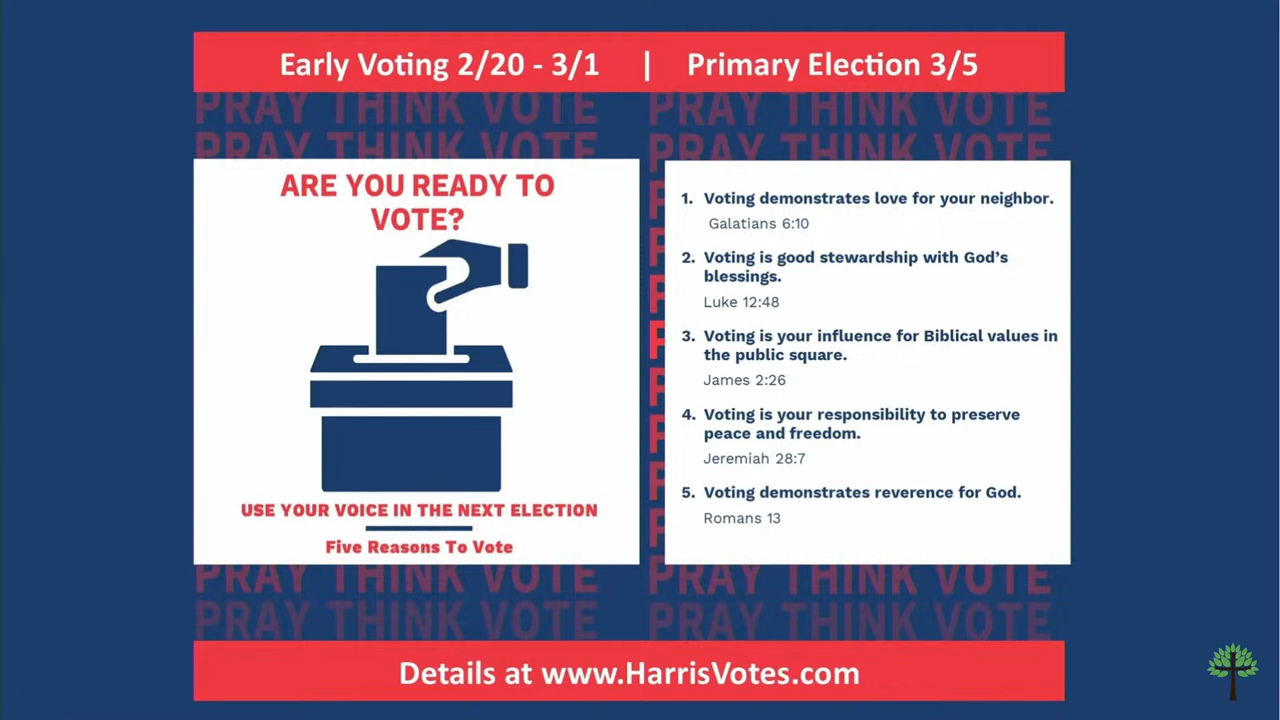 Early Voting 2/20 - 3/1 | Primary Election 3/5
PRAY THINK VOTE PRAY THINK VOTE
PRAY THINK VOTE PRAY THINK VOTE
ARE YOU READY TO
VOTE?
USE YOUR VOICE IN THE NEXT ELECTION
Five Reasons To Vote
1. Voting demonstrates love for your neighbor.
Galatians 6:10
2. Voting is good stewardship with God's
blessings.
Luke 12:48
3. Voting is your influence for Biblical values in
the public square.
James 2:26
4. Voting is your responsibility to preserve
peace and freedom.
Jeremiah 28:7
5. Voting demonstrates reverence for God.
Romans 13
PRAY THINK VOTE PRAY THINK VOTE
PRAY THINK VOTE PRAY THINK VOTE
Details at www.HarrisVotes.com